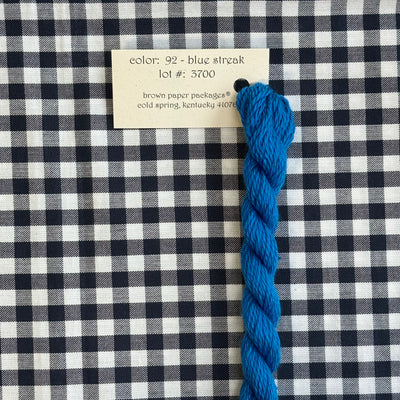 color: 92 - blue streak
lot #: 3700
brown paper packages®
cold spring, kentucky 41076